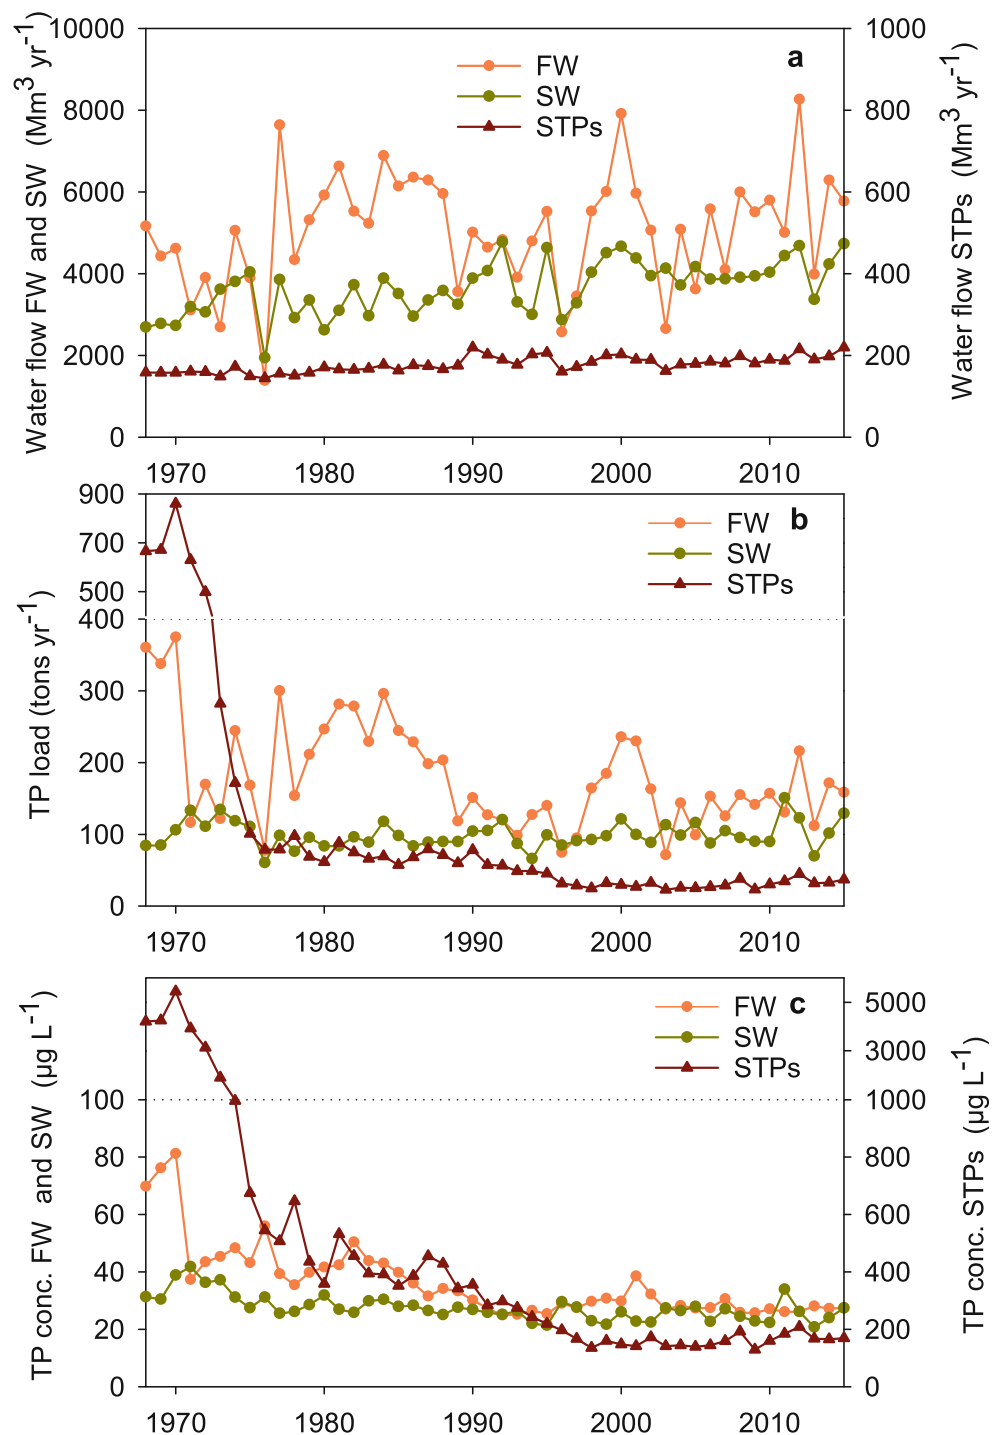 Water flow FW and SW (Mm³ yr⁻¹)
10000
8000
6000
4000
2000
0
FW
SW
STPs
a
1000
800
600
400
200
0
Water flow STPs (Mm³ yr⁻¹)
1970 1980 1990 2000 2010
TP load (tons yr⁻¹)
900
700
500
400
300
200
100
0
FW
SW
STPs
b
1970 1980 1990 2000 2010
TP conc. FW and SW (µg L⁻¹)
100
80
60
40
20
0
FW
SW
STPs
c
5000
3000
1000
800
600
400
200
0
TP conc. STPs (µg L⁻¹)
1970 1980 1990 2000 2010